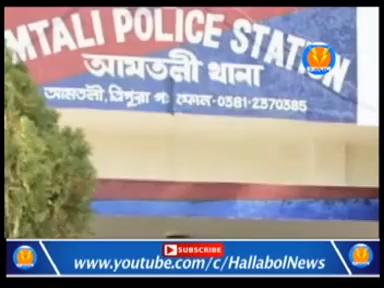 MTALI POLICE STATION
আমতলী থানা
আমতলী, ত্রিপুরা পঃ ফোন-0381-2370385
SUBSCRIBE
www.youtube.com/c/HallabolNews